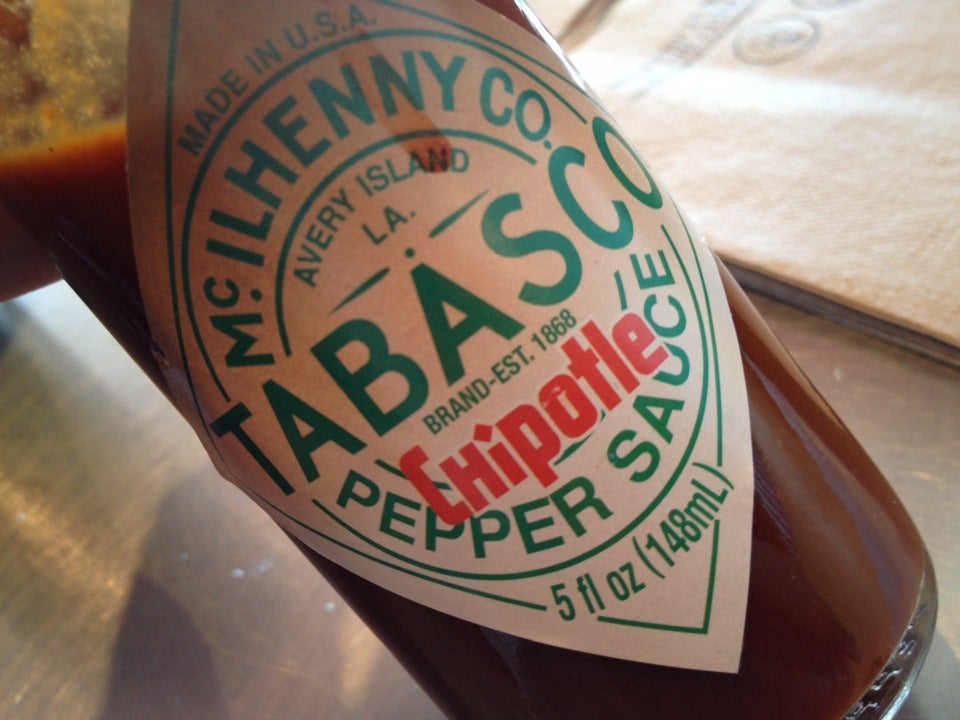 MADE IN U.S.A.
McILHENNY CO.
AVERY ISLAND
LA.
TABASCO
BRAND-EST. 1868
CHipotle
PEPPER SAUCE
5 fl oz (148mL)